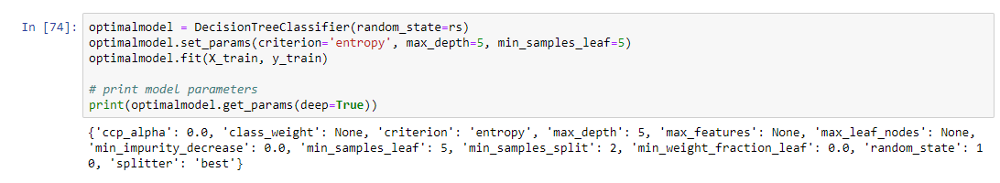 In [74]: optimalmodel = DecisionTreeClassifier(random_state=rs)
optimalmodel.set_params(criterion='entropy', max_depth=5, min_samples_leaf=5)
optimalmodel.fit(X_train, y_train)
# print model parameters
print(optimalmodel.get_params(deep=True))
{'ccp_alpha': 0.0, 'class_weight': None, 'criterion': 'entropy', 'max_depth': 5, 'max_features': None, 'max_leaf_nodes': None,
'min_impurity_decrease': 0.0, 'min_samples_leaf': 5, 'min_samples_split': 2, 'min_weight_fraction_leaf': 0.0, 'random_state': 1
0, 'splitter': 'best'}